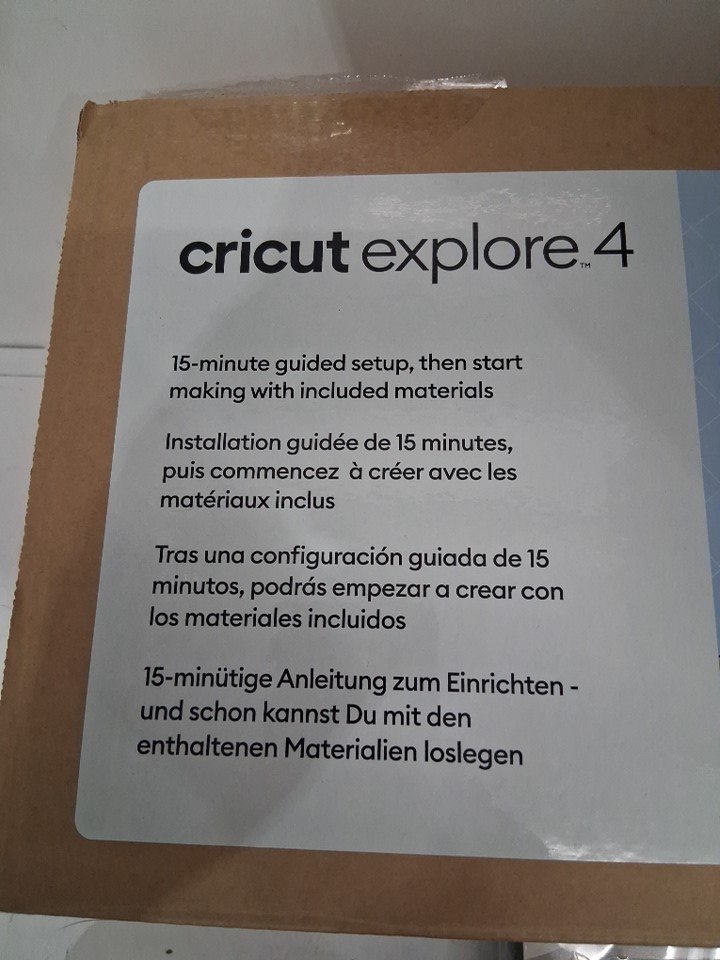 cricut explore™ 4
15-minute guided setup, then start
making with included materials
Installation guidée de 15 minutes,
puis commencez à créer avec les
matériaux inclus
Tras una configuración guiada de 15
minutos, podrás empezar a crear con
los materiales incluidos
15-minütige Anleitung zum Einrichten -
und schon kannst Du mit den
enthaltenen Materialien loslegen